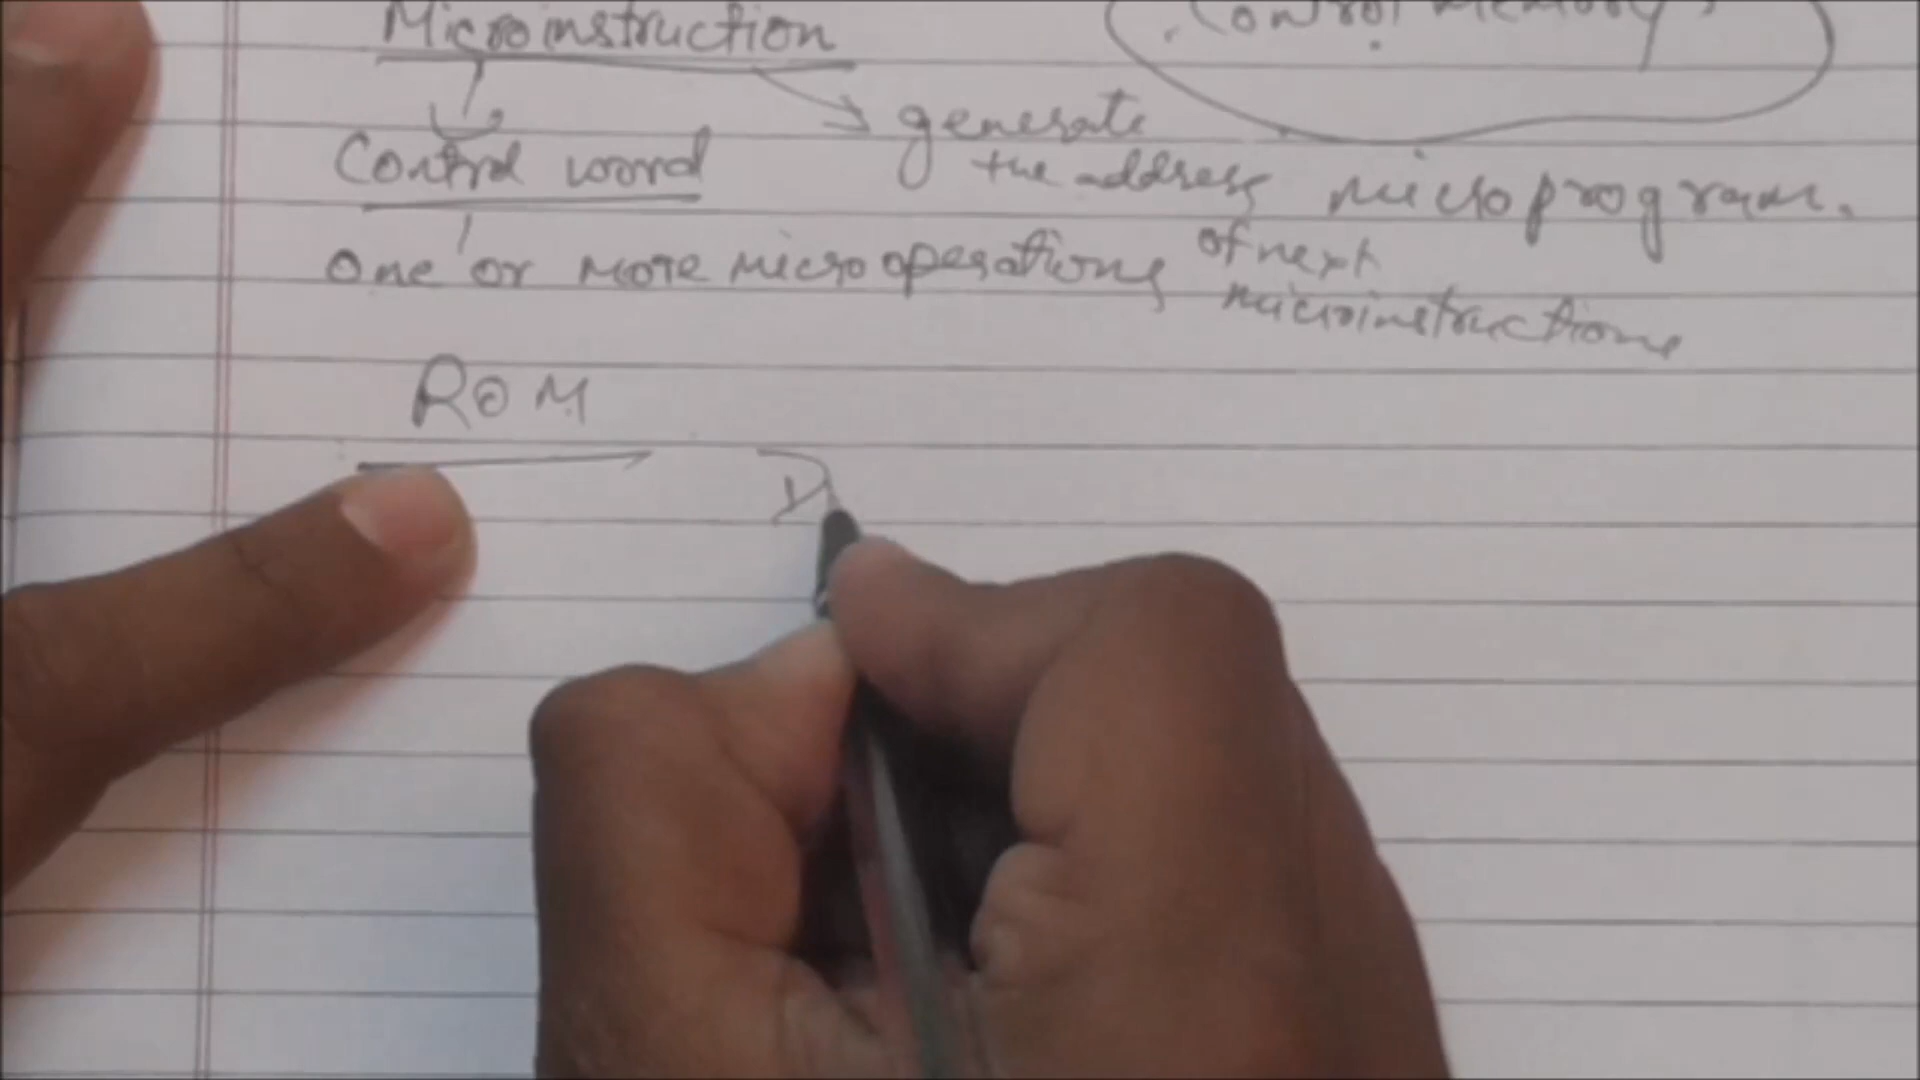 Microinstruction
Control memory
generate
the address
of next
microinstructions
Control word
microprogram.
One or more microoperations
ROM
D